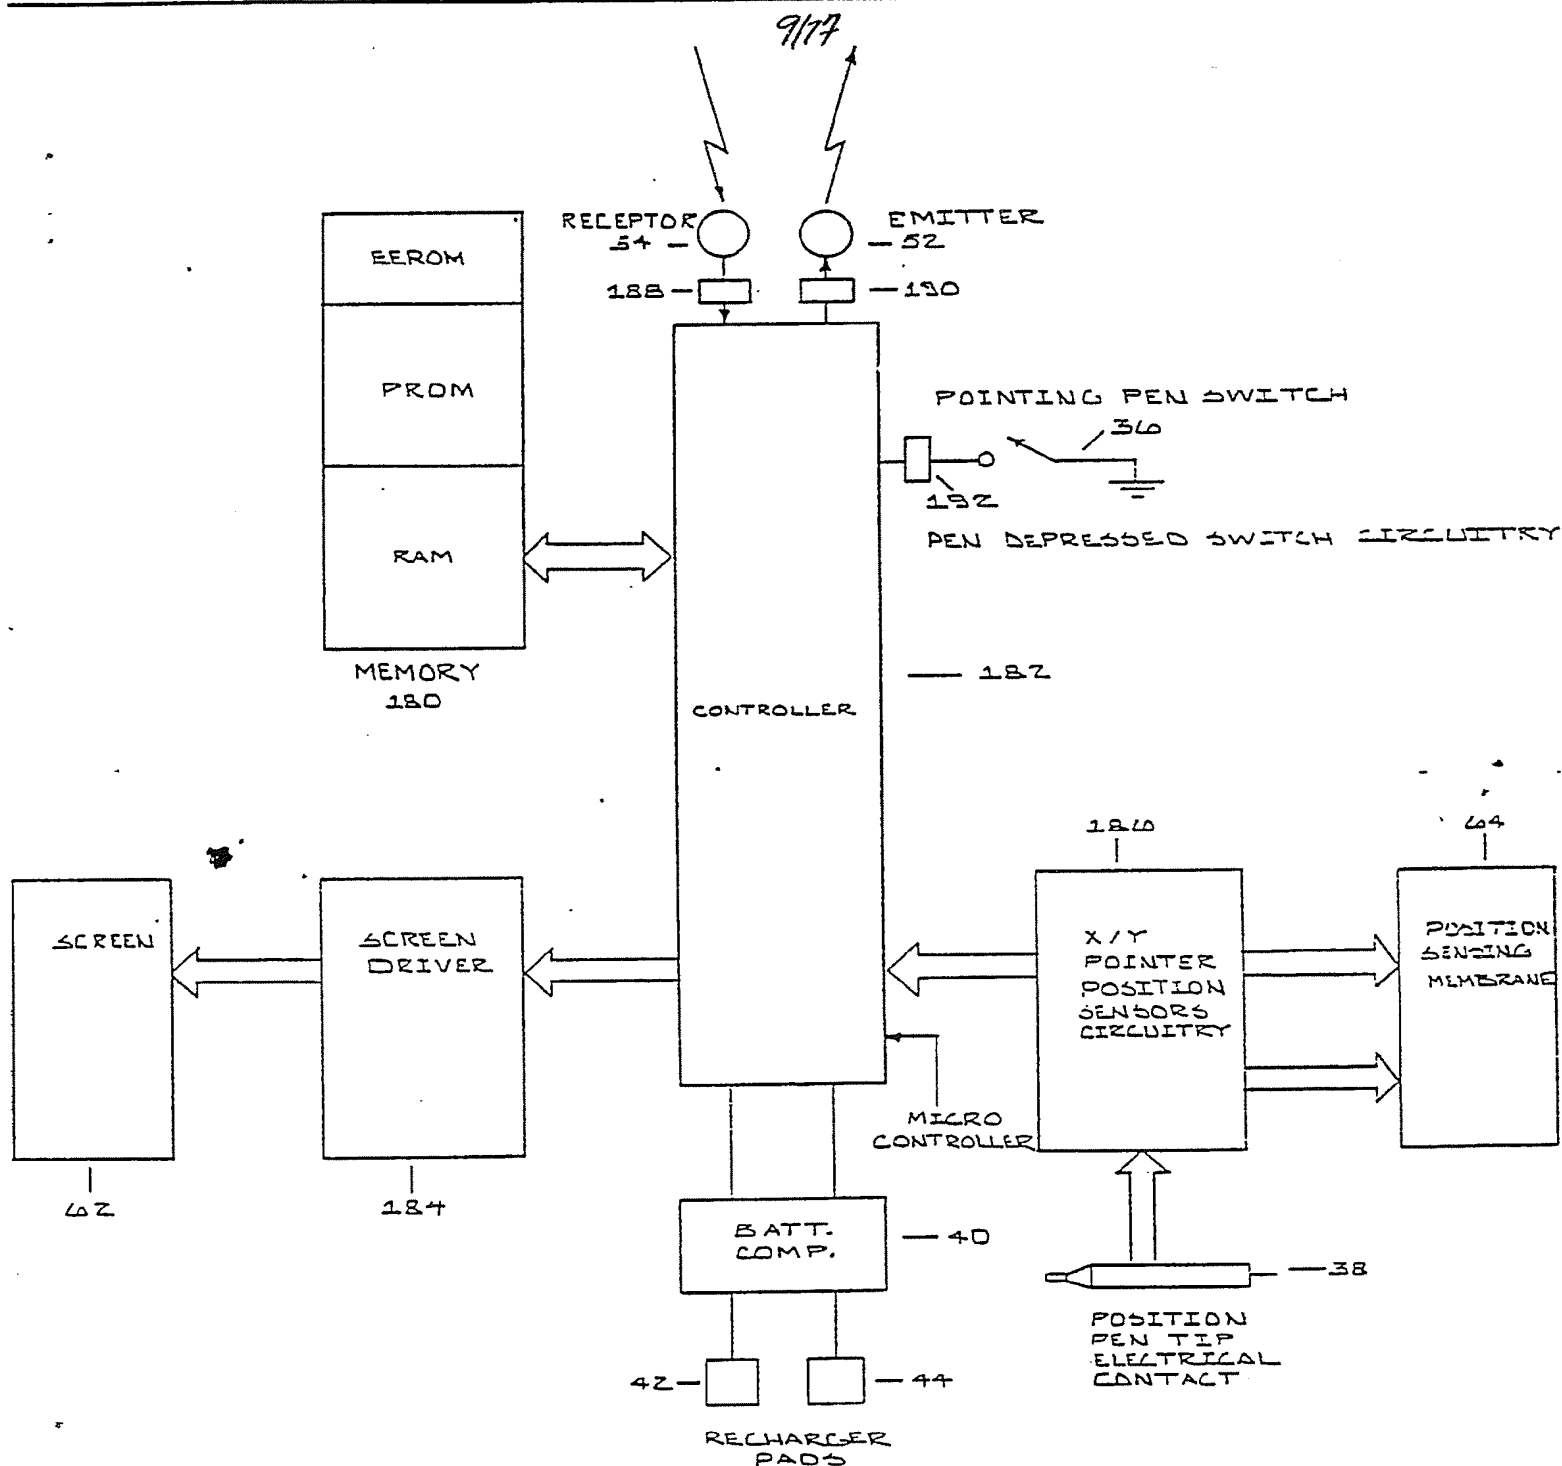 9/17
RECEPTOR
54
EMITTER
52
188
190
EEROM
PROM
RAM
MEMORY
180
POINTING PEN SWITCH
36
192
PEN DEPRESSED SWITCH CIRCUITRY
182
CONTROLLER
SCREEN
62
SCREEN
DRIVER
184
186
X/Y
POINTER
POSITION
SENSORS
CIRCUITRY
64
POSITION
SENSING
MEMBRANE
MICRO
CONTROLLER
BATT.
COMP.
40
38
POSITION
PEN TIP
ELECTRICAL
CONTACT
42
44
RECHARGER
PADS